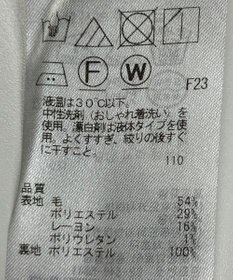 F W F23
液温は30℃以下。
中性洗剤(おしゃれ着洗い)を
使用。漂白剤は液体タイプを使
用。よくすすぎ、絞りの後すぐ
に干すこと。
110
品質
表地 毛 54%
ポリエステル 29%
レーヨン 16%
ポリウレタン 1%
裏地 ポリエステル 100%